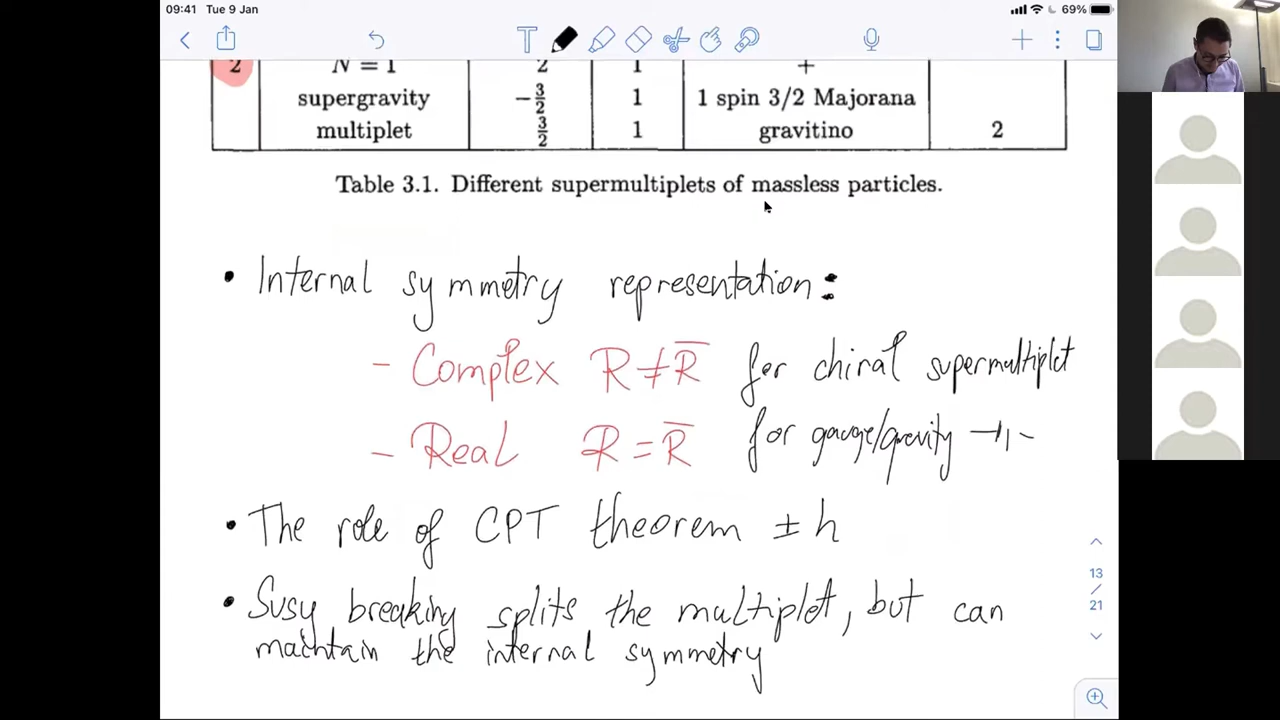 09:41 Tue 9 Jan 69%
2 N = 1 2 1 +
supergravity −3/2 1 1 spin 3/2 Majorana
multiplet 3/2 1 gravitino 2
Table 3.1. Different supermultiplets of massless particles.
• Internal symmetry representation:
- Complex R ≠ R̅ for chiral supermultiplet
- Real R = R̅ for gauge/gravity -11-
• The role of CPT theorem ± h
13
/
21
• Susy breaking splits the multiplet, but can
maintain the internal symmetry